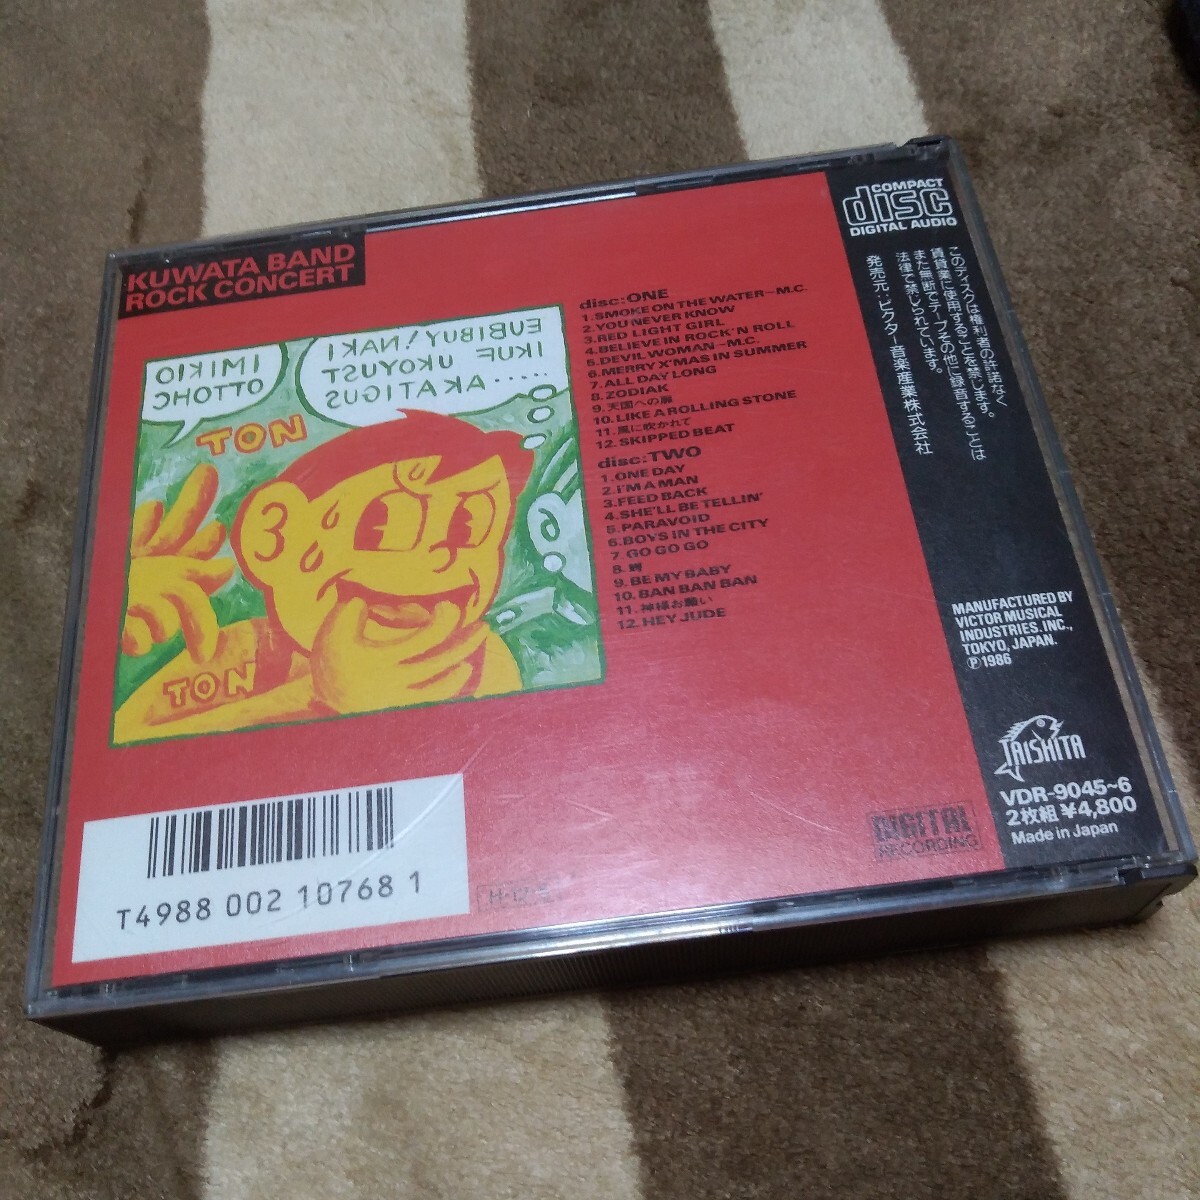 KUWATA BAND
ROCK CONCERT
IMIKIO
CHOTTO
EUBIBUY! NAKI
IKUF UKOYUST
....AKATIGUS
TON
TON
disc:ONE
1. SMOKE ON THE WATER~M.C.
2. YOU NEVER KNOW
3. RED LIGHT GIRL
4. BELIEVE IN ROCK'N ROLL
5. DEVIL WOMAN~M.C.
6. MERRY X'MAS IN SUMMER
7. ALL DAY LONG
8. ZODIAK
9. 天国への扉
10. LIKE A ROLLING STONE
11. 風に吹かれて
12. SKIPPED BEAT
disc:TWO
1. ONE DAY
2. I'M A MAN
3. FEED BACK
4. SHE'LL BE TELLIN'
5. PARAVOID
6. BOYS IN THE CITY
7. GO GO GO
8. 鰐
9. BE MY BABY
10. BAN BAN BAN
11. 神様お願い
12. HEY JUDE
COMPACT
disc
DIGITAL AUDIO
このディスクは権利者の許諾なく
賃貸業に使用することを禁じます。
また無断でテープその他に録音することは
法律で禁じられています。
発売元:ビクター音楽産業株式会社
MANUFACTURED BY
VICTOR MUSICAL
INDUSTRIES. INC.,
TOKYO, JAPAN.
Ⓟ1986
TAISHITA
VDR-9045~6
2枚組 ¥4,800
Made in Japan
DIGITAL
RECORDING
T4988 002 10768 1